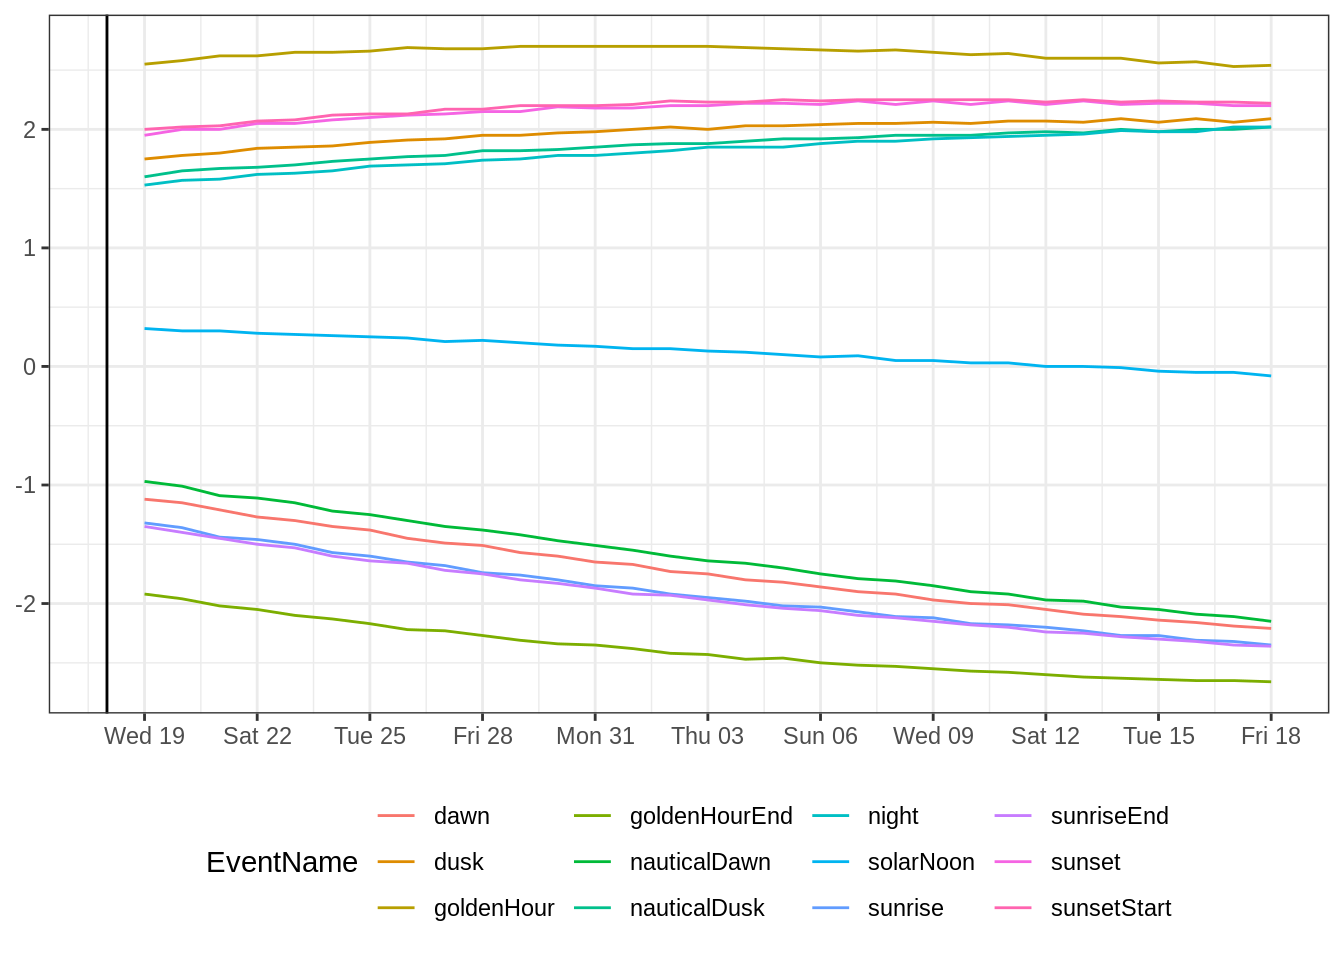 2
1
0
-1
-2
Wed 19 Sat 22 Tue 25 Fri 28 Mon 31 Thu 03 Sun 06 Wed 09 Sat 12 Tue 15 Fri 18
EventName
dawn
dusk
goldenHour
goldenHourEnd
nauticalDawn
nauticalDusk
night
solarNoon
sunrise
sunriseEnd
sunset
sunsetStart